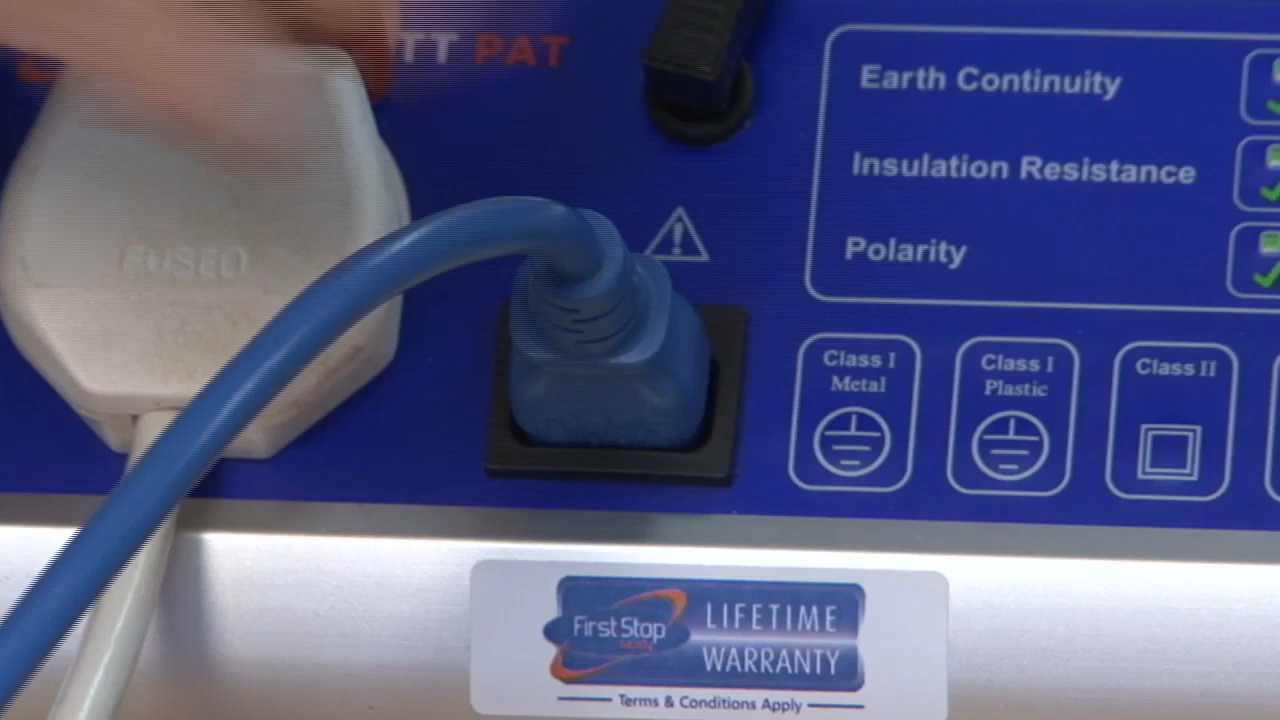 TT PAT
FUSED
Earth Continuity
Insulation Resistance
Polarity
Class I
Metal
Class I
Plastic
Class II
First Stop
safety
LIFETIME
WARRANTY
Terms & Conditions Apply